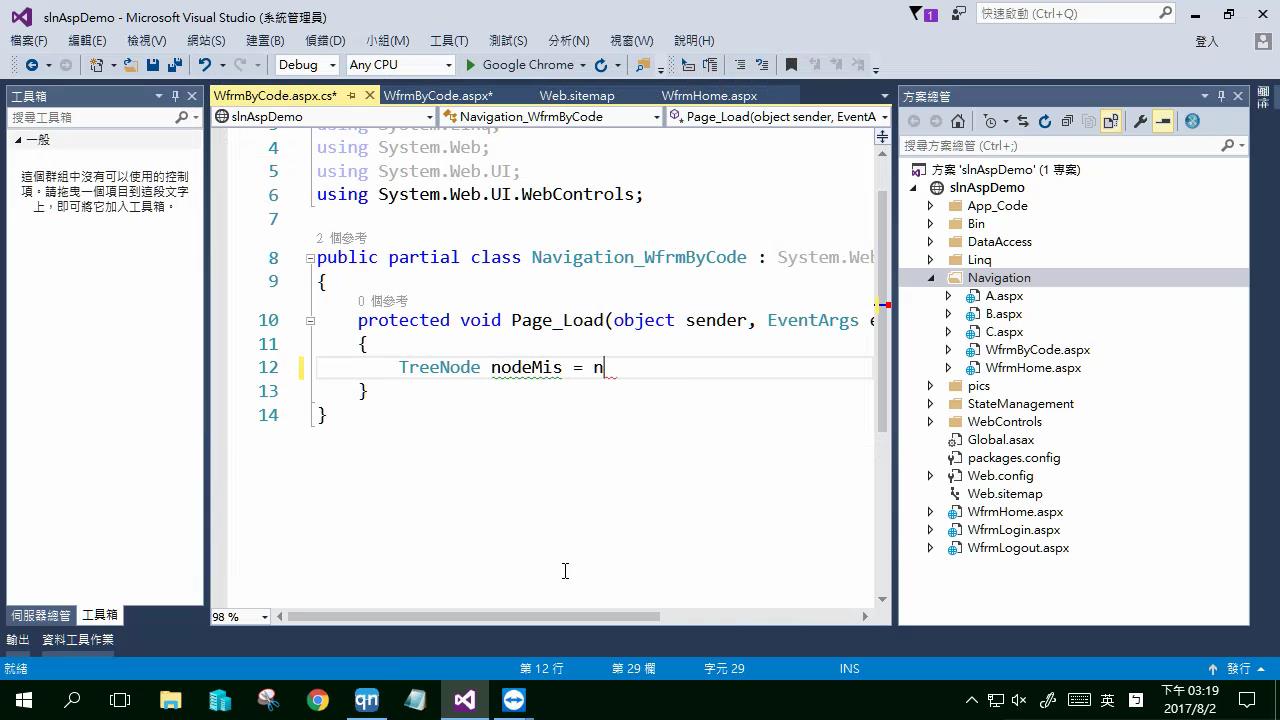 slnAspDemo - Microsoft Visual Studio (系統管理員)
1
快速啟動 (Ctrl+Q)
檔案(F) 編輯(E) 檢視(V) 網站(S) 建置(B) 偵錯(D) 小組(M) 工具(T) 測試(S) 分析(N) 視窗(W) 說明(H)
登入
Debug Any CPU Google Chrome
工具箱
搜尋工具箱
一般
這個群組中沒有可以使用的控制
項。請拖曳一個項目到這段文字
上，即可將它加入工具箱。
伺服器總管 工具箱
WfrmByCode.aspx.cs* WfrmByCode.aspx* Web.sitemap WfrmHome.aspx
slnAspDemo Navigation_WfrmByCode Page_Load(object sender, EventA
using System.Linq;
4 using System.Web;
5 using System.Web.UI;
6 using System.Web.UI.WebControls;
7
2 個參考
8 public partial class Navigation_WfrmByCode : System.Web
9 {
0 個參考
10 protected void Page_Load(object sender, EventArgs e
11 {
12 TreeNode nodeMis = n
13 }
14 }
98 %
方案總管
搜尋方案總管 (Ctrl+;)
方案 'slnAspDemo' (1 專案)
slnAspDemo
App_Code
Bin
DataAccess
Linq
Navigation
A.aspx
B.aspx
C.aspx
WfrmByCode.aspx
WfrmHome.aspx
pics
StateManagement
WebControls
Global.asax
packages.config
Web.config
Web.sitemap
WfrmHome.aspx
WfrmLogin.aspx
WfrmLogout.aspx
輸出 資料工具作業
就緒 第 12 行 第 29 欄 字元 29 INS 發行
qn
英
下午 03:19
2017/8/2